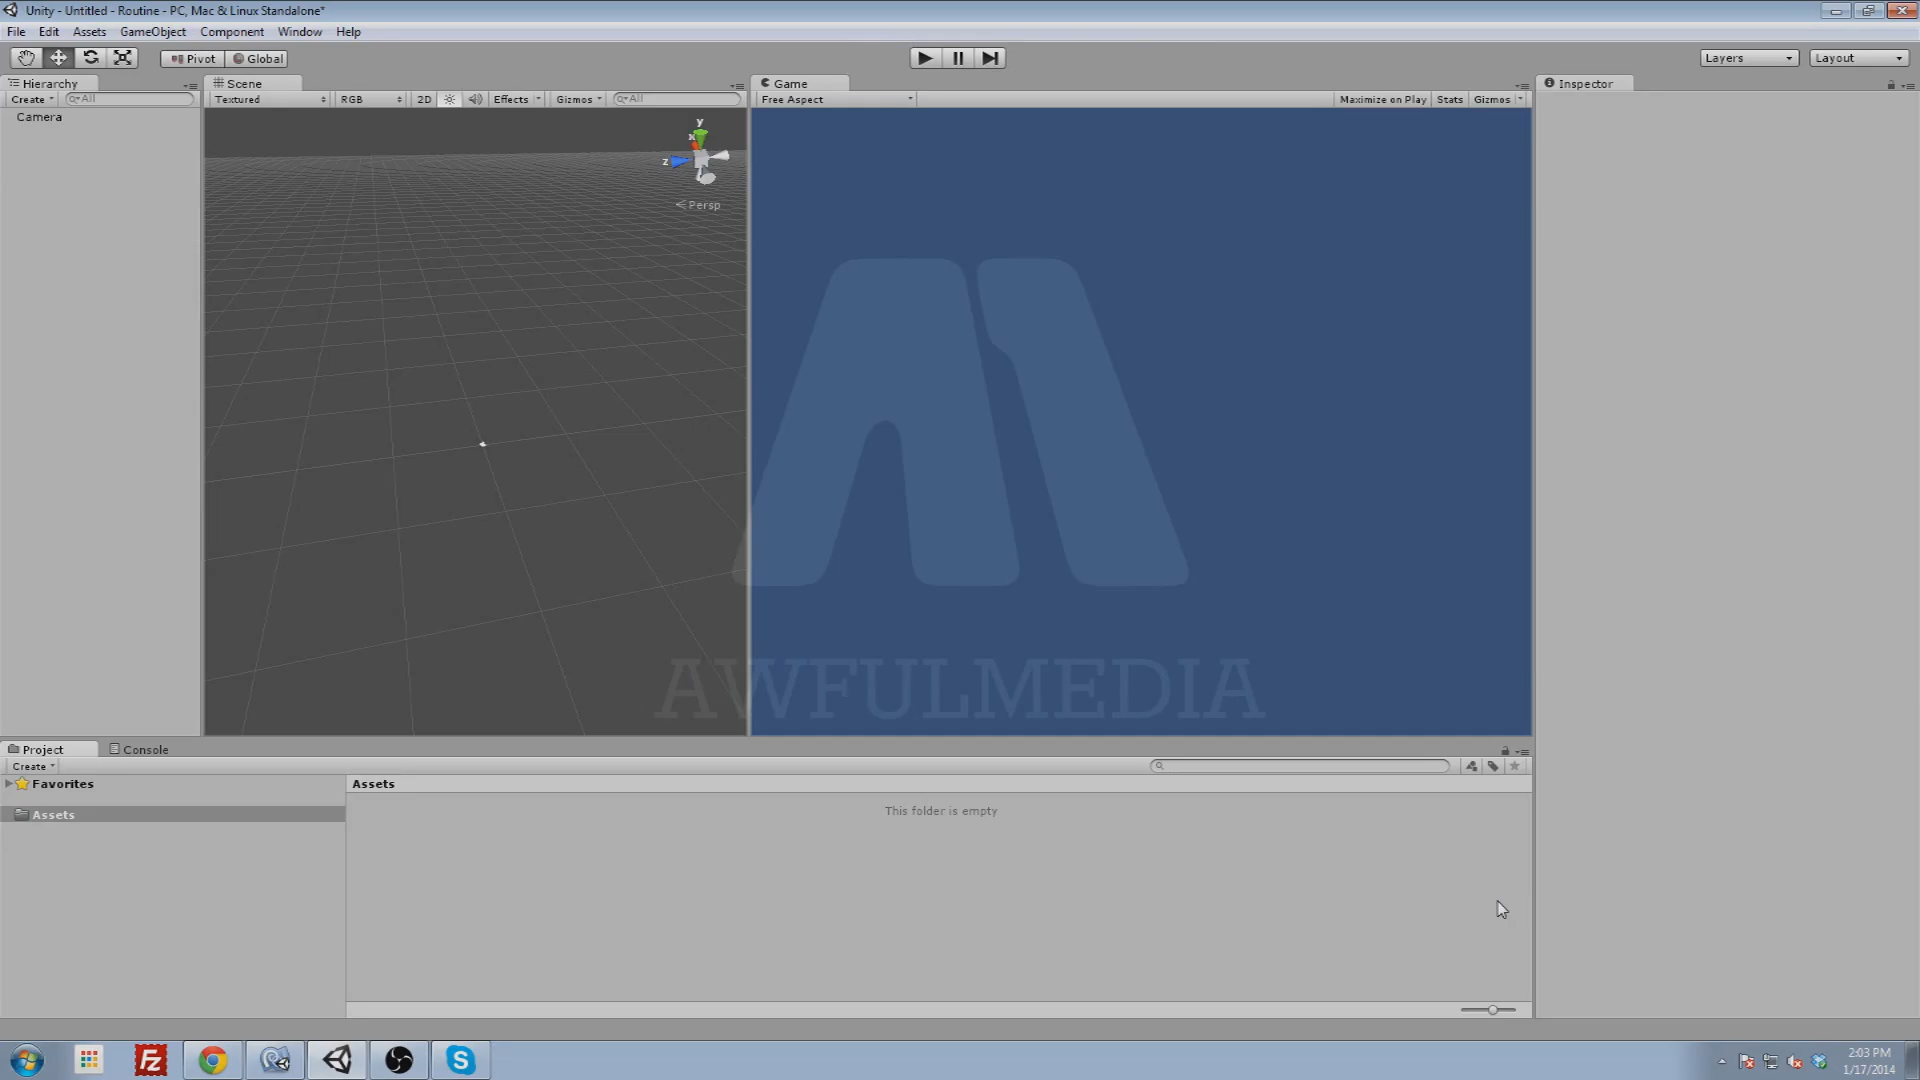 Unity - Untitled - Routine - PC, Mac & Linux Standalone*
File Edit Assets GameObject Component Window Help
Pivot Global Layers Layout
Hierarchy Scene Game Inspector
Create All Textured RGB 2D Effects Gizmos All Free Aspect Maximize on Play Stats Gizmos
Camera
y
x
z
Persp
AWFULMEDIA
Project Console
Create
Favorites Assets
This folder is empty
Assets
Fz
S
2:03 PM
1/17/2014